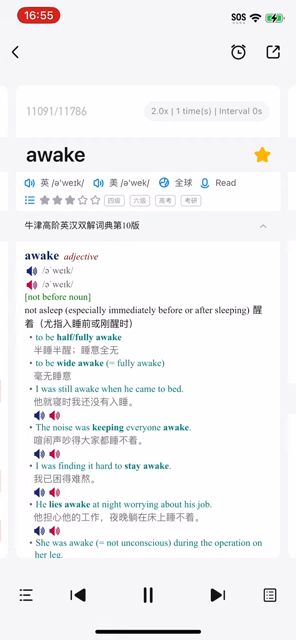 16:55
SOS
11091/11786
2.0x | 1 time(s) | Interval 0s
awake
英 /ə'weɪk/ 美 /ə'wek/ 全球 Read
四级 六级 高考 考研
牛津高阶英汉双解词典第10版
awake adjective
/əˈweɪk/
/əˈweɪk/
[not before noun]
not asleep (especially immediately before or after sleeping) 醒
着（尤指入睡前或刚醒时）
• to be half/fully awake
半睡半醒；睡意全无
• to be wide awake (= fully awake)
毫无睡意
• I was still awake when he came to bed.
他就寝时我还没有入睡。
• The noise was keeping everyone awake.
喧闹声吵得大家都睡不着。
• I was finding it hard to stay awake.
我已困得难熬。
• He lies awake at night worrying about his job.
他担心他的工作，夜晚躺在床上睡不着。
• She was awake (= not unconscious) during the operation on
her leg.